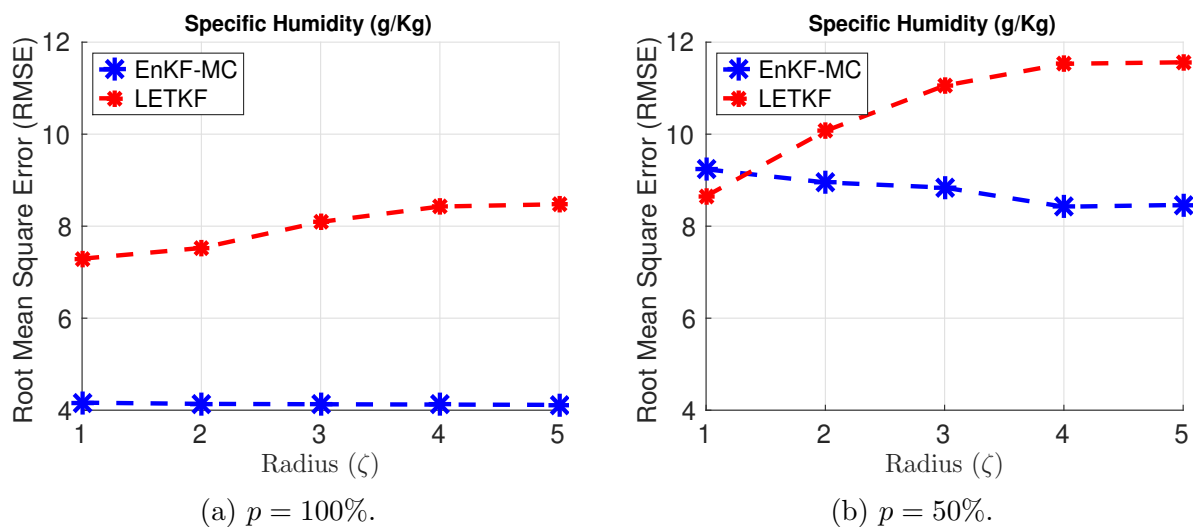 Specific Humidity (g/Kg)
12
10
8
6
4
Root Mean Square Error (RMSE)
EnKF-MC
LETKF
1 2 3 4 5
Radius (ζ)
(a) p = 100%.
Specific Humidity (g/Kg)
12
10
8
6
4
Root Mean Square Error (RMSE)
EnKF-MC
LETKF
1 2 3 4 5
Radius (ζ)
(b) p = 50%.